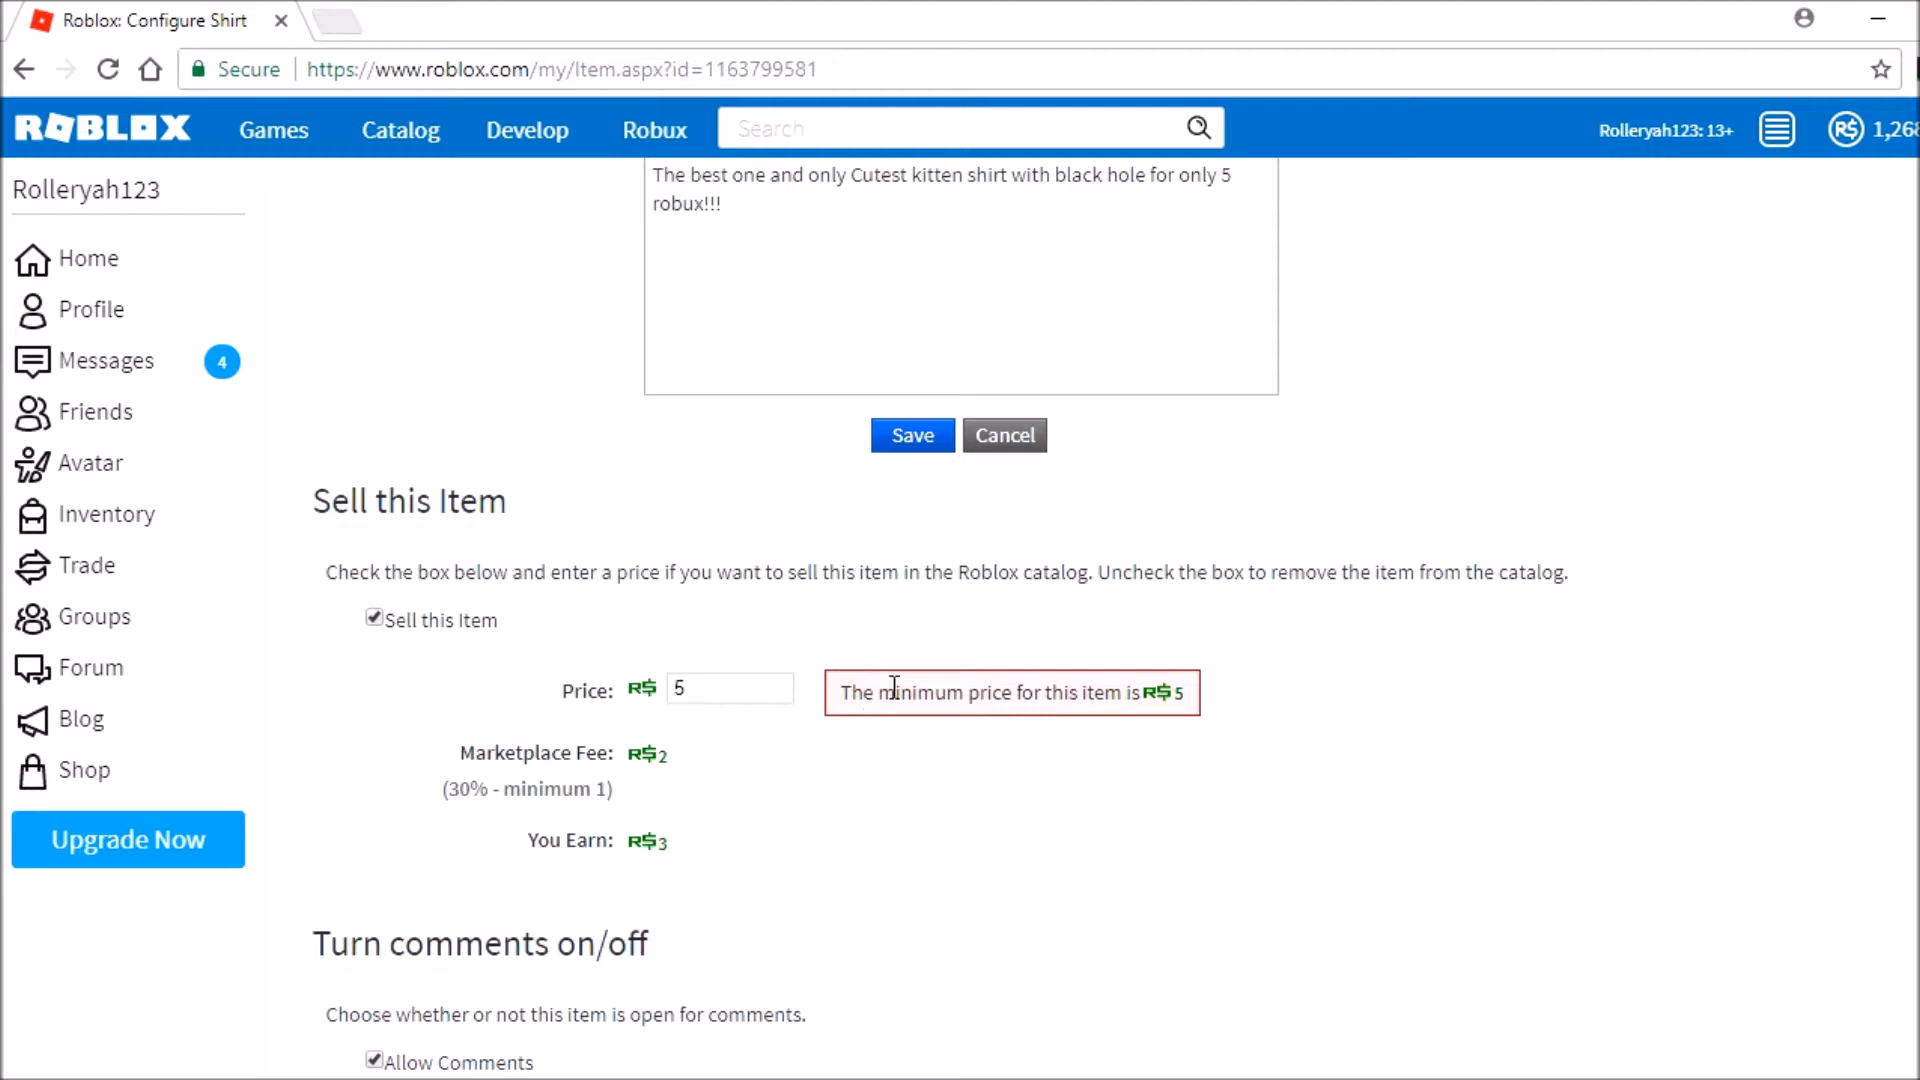 Roblox: Configure Shirt
Secure
https://www.roblox.com/my/Item.aspx?id=1163799581
ROBLOX
Games
Catalog
Develop
Robux
Search
Rolleryah123: 13+
R$
Rolleryah123
Home
Profile
Messages
4
Friends
Avatar
Inventory
Trade
Groups
Forum
Blog
Shop
Upgrade Now
The best one and only Cutest kitten shirt with black hole for only 5
robux!!!
Save
Cancel
Sell this Item
Check the box below and enter a price if you want to sell this item in the Roblox catalog. Uncheck the box to remove the item from the catalog.
Sell this Item
Price: R$ 5
The minimum price for this item is R$ 5
Marketplace Fee: R$ 2
(30% - minimum 1)
You Earn: R$ 3
Turn comments on/off
Choose whether or not this item is open for comments.
Allow Comments